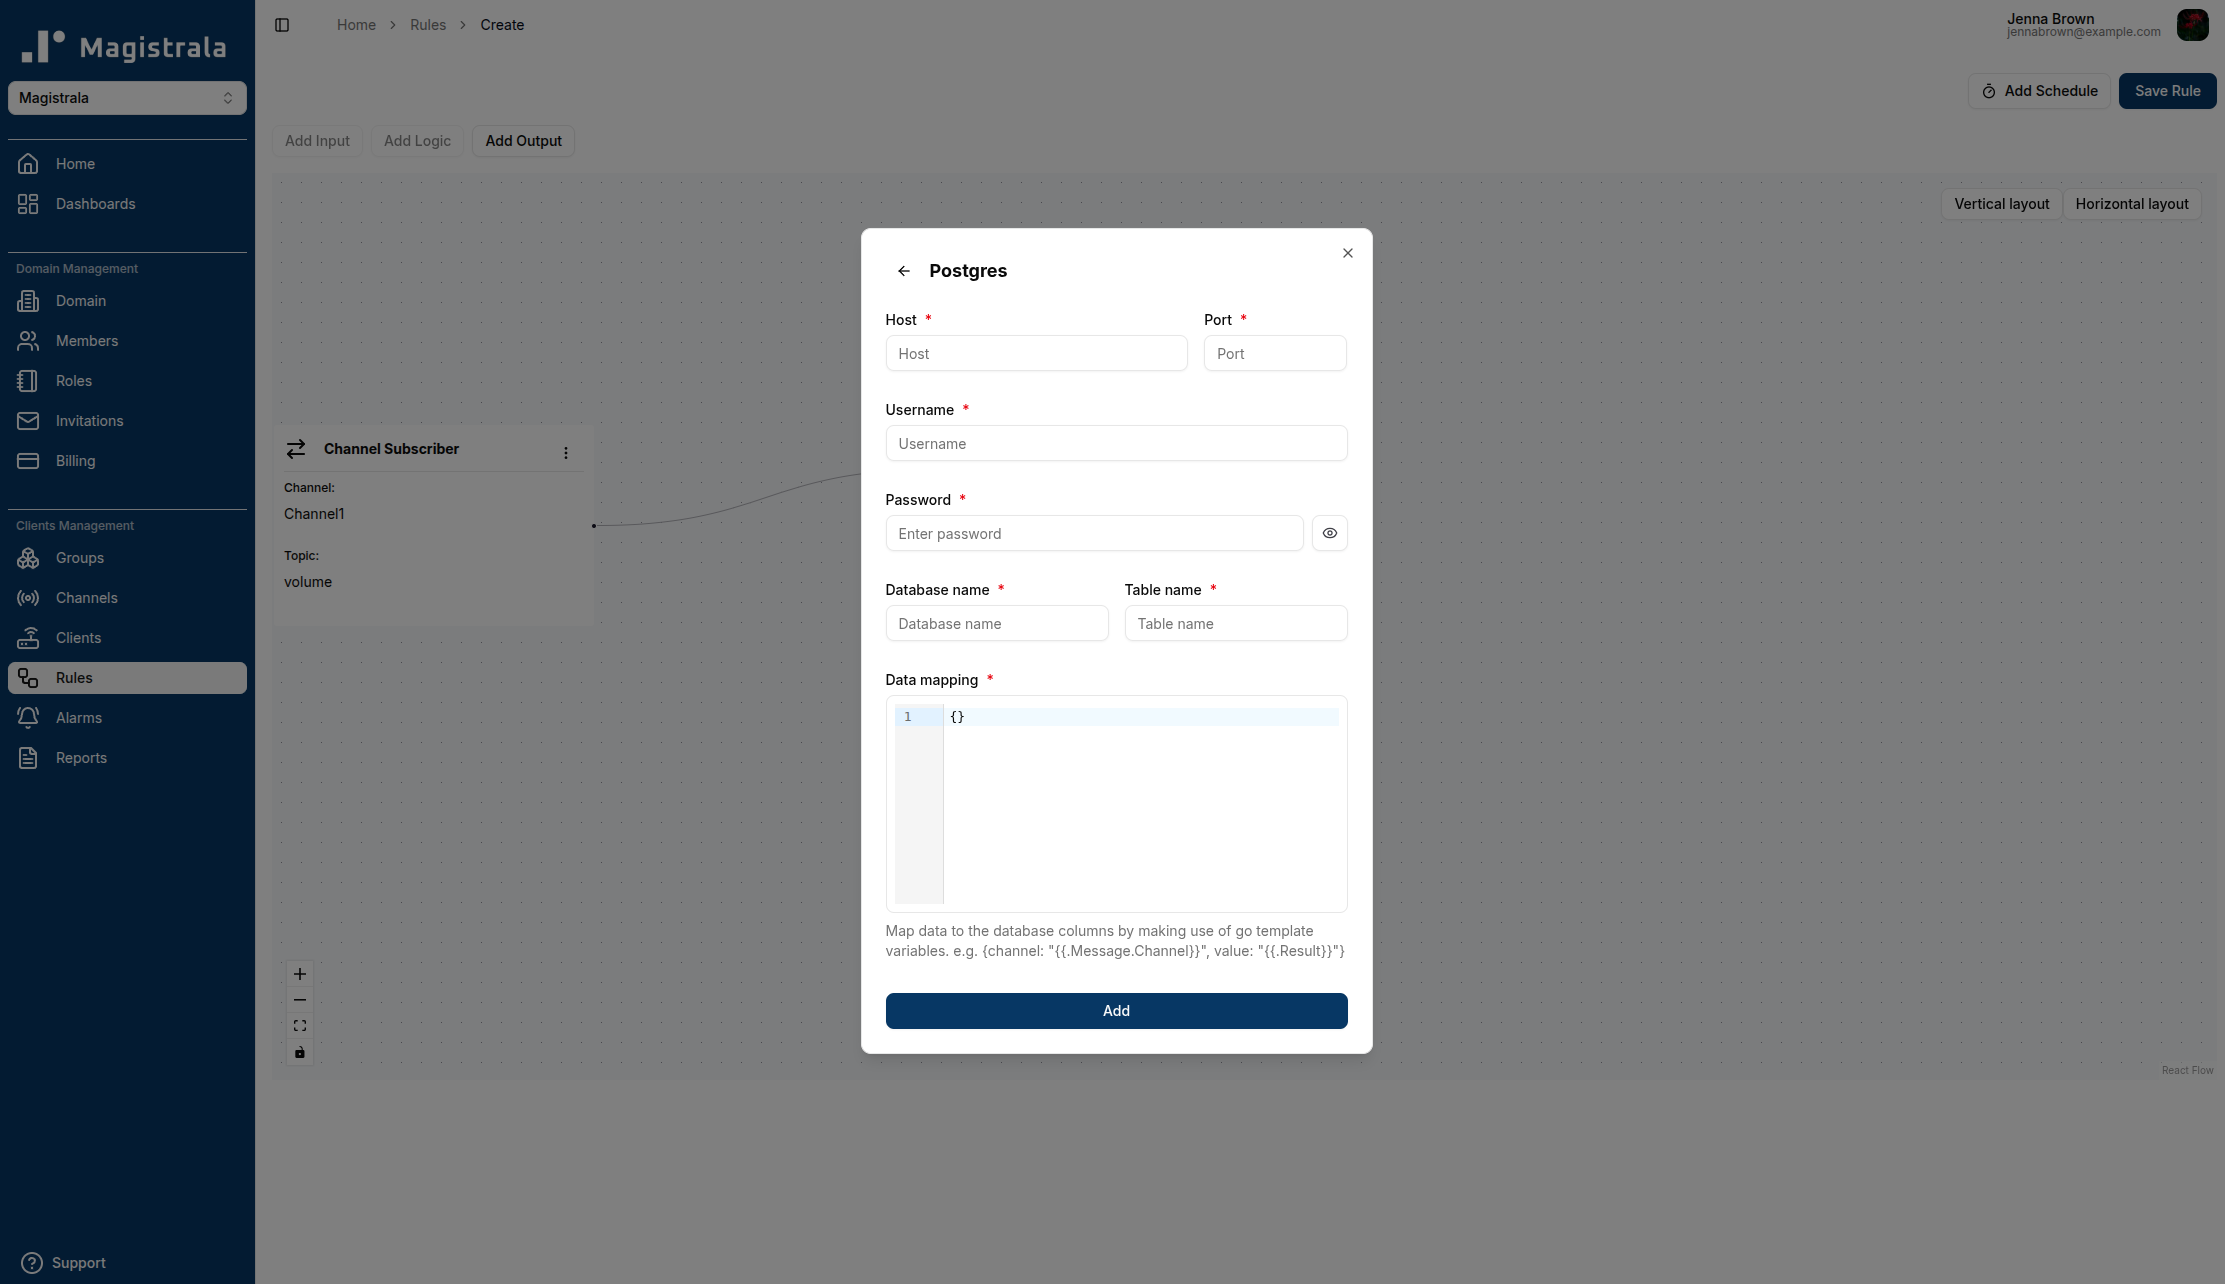 Magistrala
Magistrala
Home
Dashboards
Domain Management
Domain
Members
Roles
Invitations
Billing
Clients Management
Groups
Channels
Clients
Rules
Alarms
Reports
Support
Home > Rules > Create
Jenna Brown
jennabrown@example.com
Add Schedule
Save Rule
Add Input
Add Logic
Add Output
Vertical layout
Horizontal layout
Channel Subscriber
Channel:
Channel1
Topic:
volume
Postgres
Host *
Port *
Host
Port
Username *
Username
Password *
Enter password
Database name *
Table name *
Database name
Table name
Data mapping *
1 {}
Map data to the database columns by making use of go template
variables. e.g. {channel: "{{.Message.Channel}}", value: "{{.Result}}"}
Add
React Flow